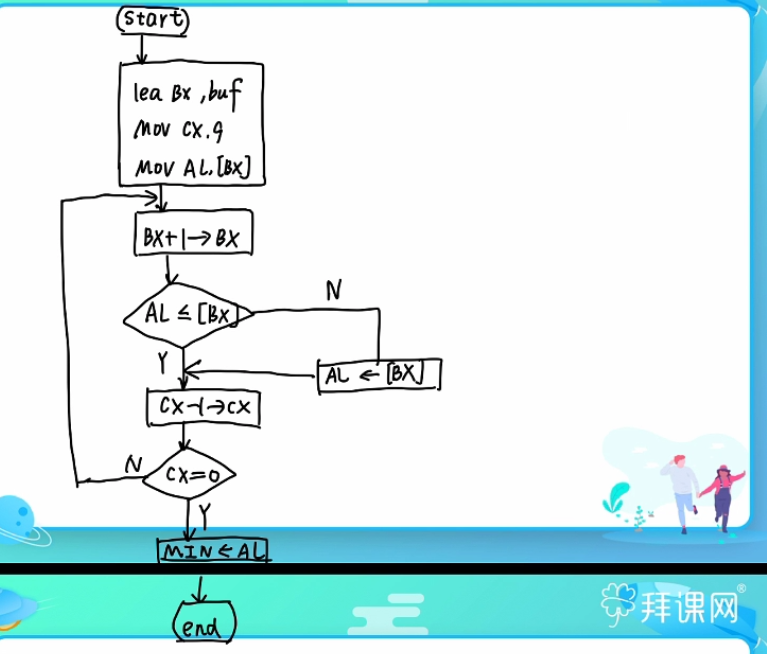 start
lea Bx,buf
Mov cx.9
Mov AL.[BX]
BX+1→BX
AL ≤ [Bx]
N
Y
AL ← [BX]
Cx-1→cx
N
cx=0
Y
MIN←AL
end
拜课网®